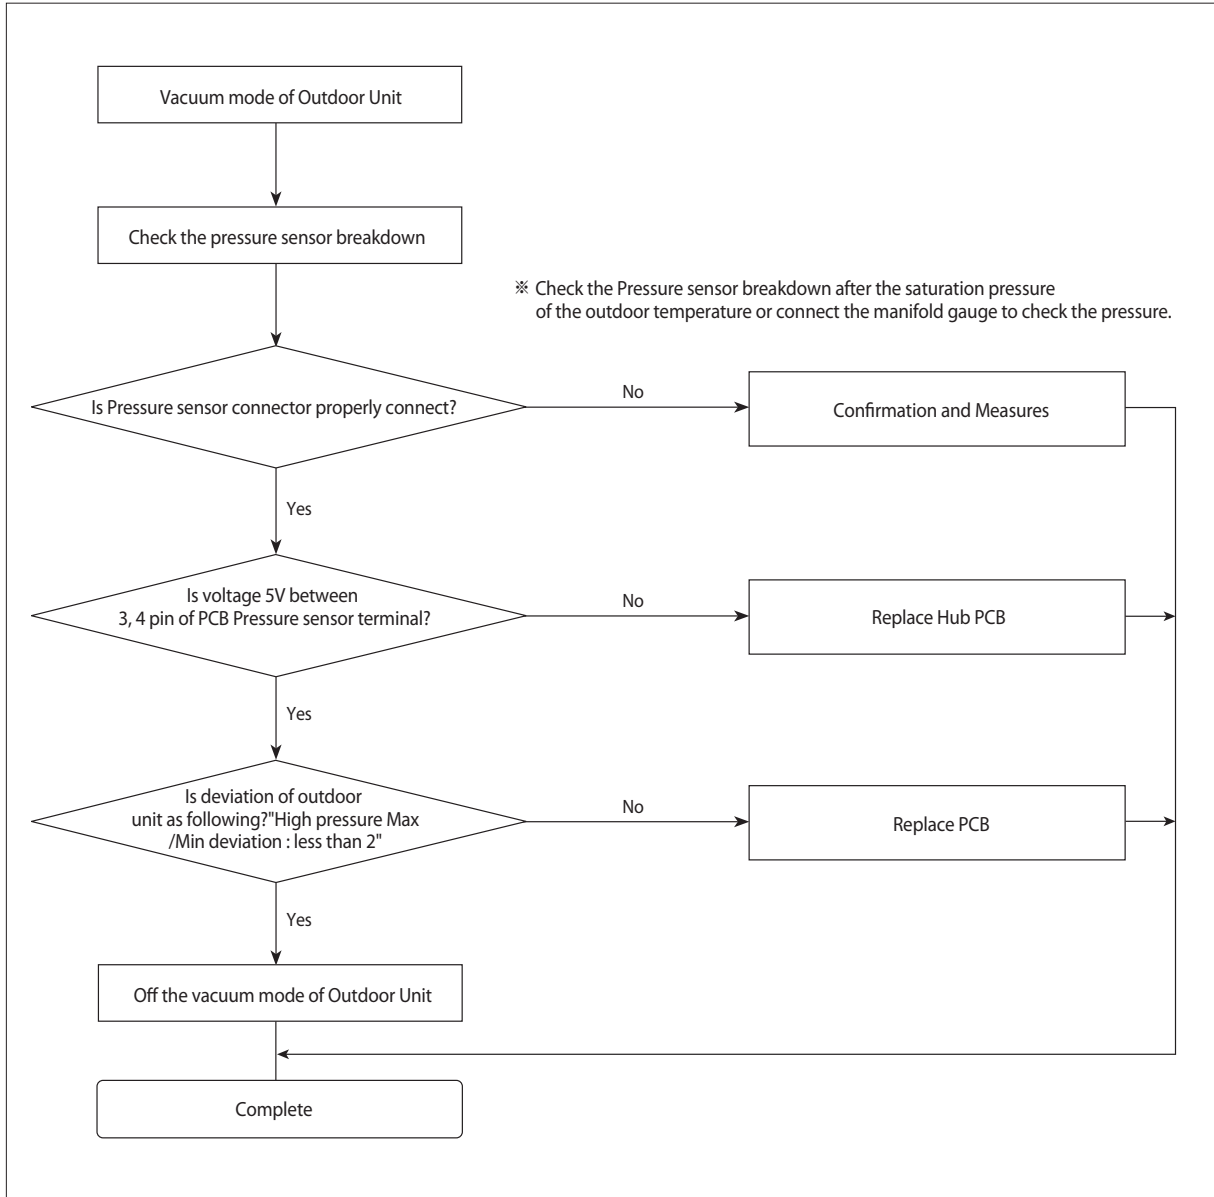 Vacuum mode of Outdoor Unit
Check the pressure sensor breakdown
※ Check the Pressure sensor breakdown after the saturation pressure
of the outdoor temperature or connect the manifold gauge to check the pressure.
Is Pressure sensor connector properly connect?
No
Confirmation and Measures
Yes
Is voltage 5V between
3, 4 pin of PCB Pressure sensor terminal?
No
Replace Hub PCB
Yes
Is deviation of outdoor
unit as following?"High pressure Max
/Min deviation : less than 2"
No
Replace PCB
Yes
Off the vacuum mode of Outdoor Unit
Complete